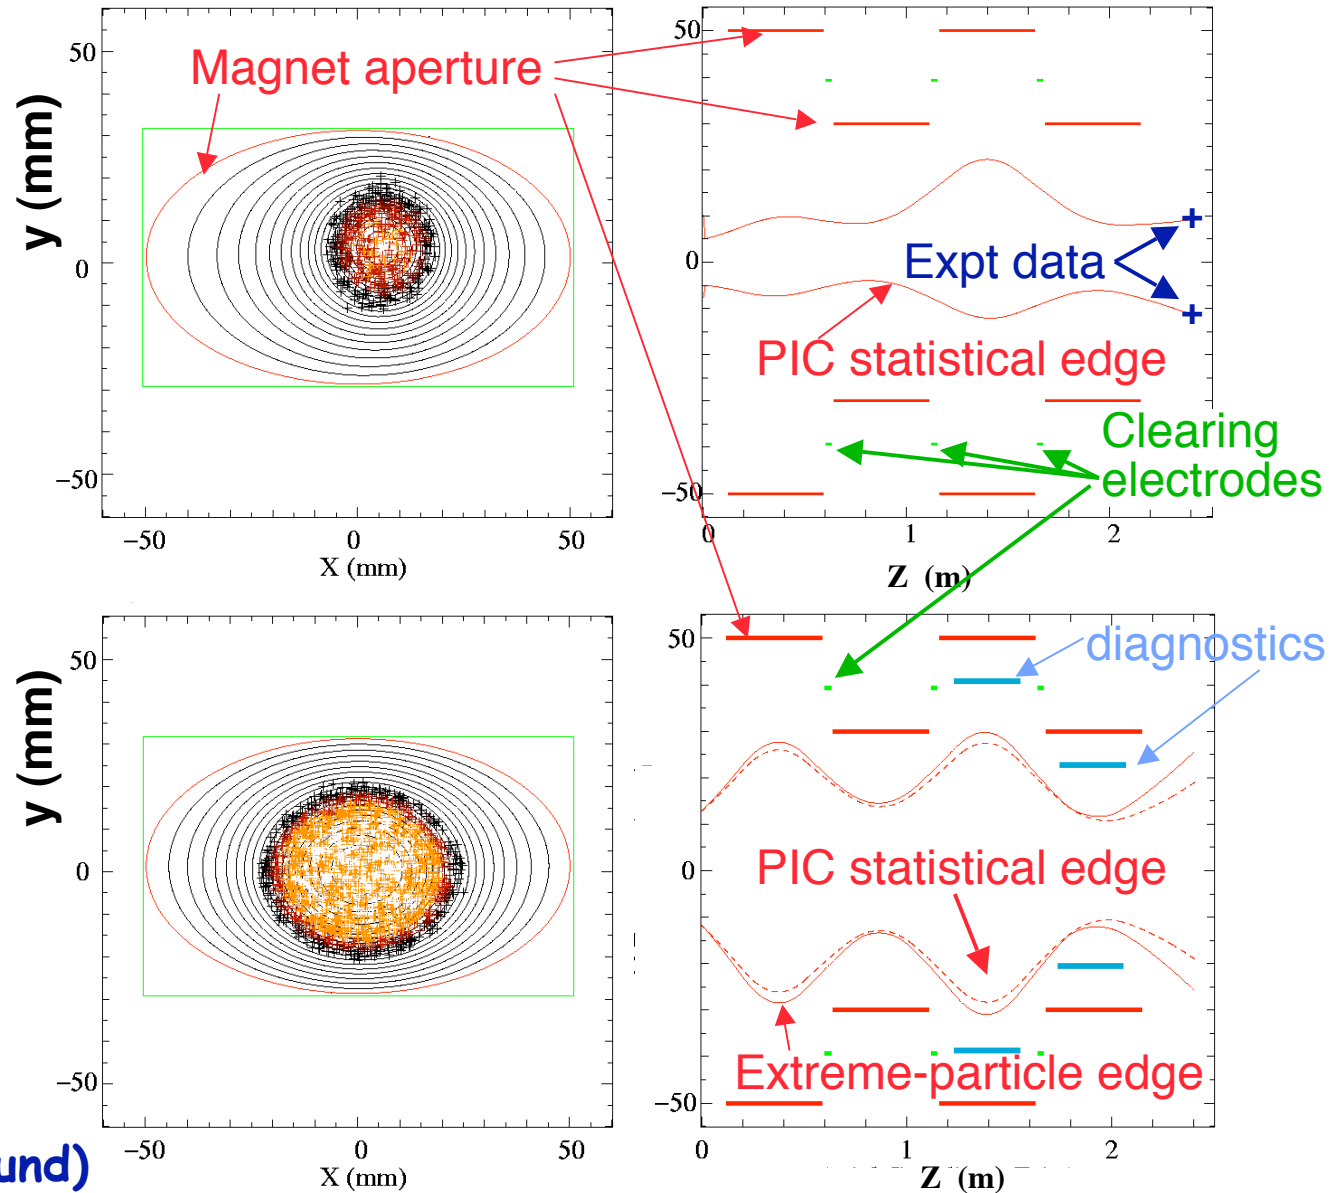 50
0
−50
y (mm)
−50
0
50
X (mm)
Magnet aperture
50
0
−50
0
1
2
Z (m)
Expt data
PIC statistical edge
Clearing
electrodes
50
0
−50
y (mm)
−50
0
50
X (mm)
und)
50
0
−50
0
1
2
Z (m)
diagnostics
PIC statistical edge
Extreme-particle edge